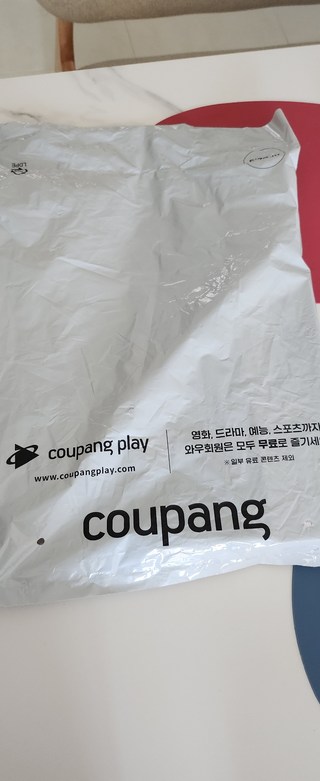 LDPE
coupang play
www.coupangplay.com
영화, 드라마, 예능, 스포츠까지
와우회원은 모두 무료로 즐기세
※ 일부 유료 콘텐츠 제외
coupang